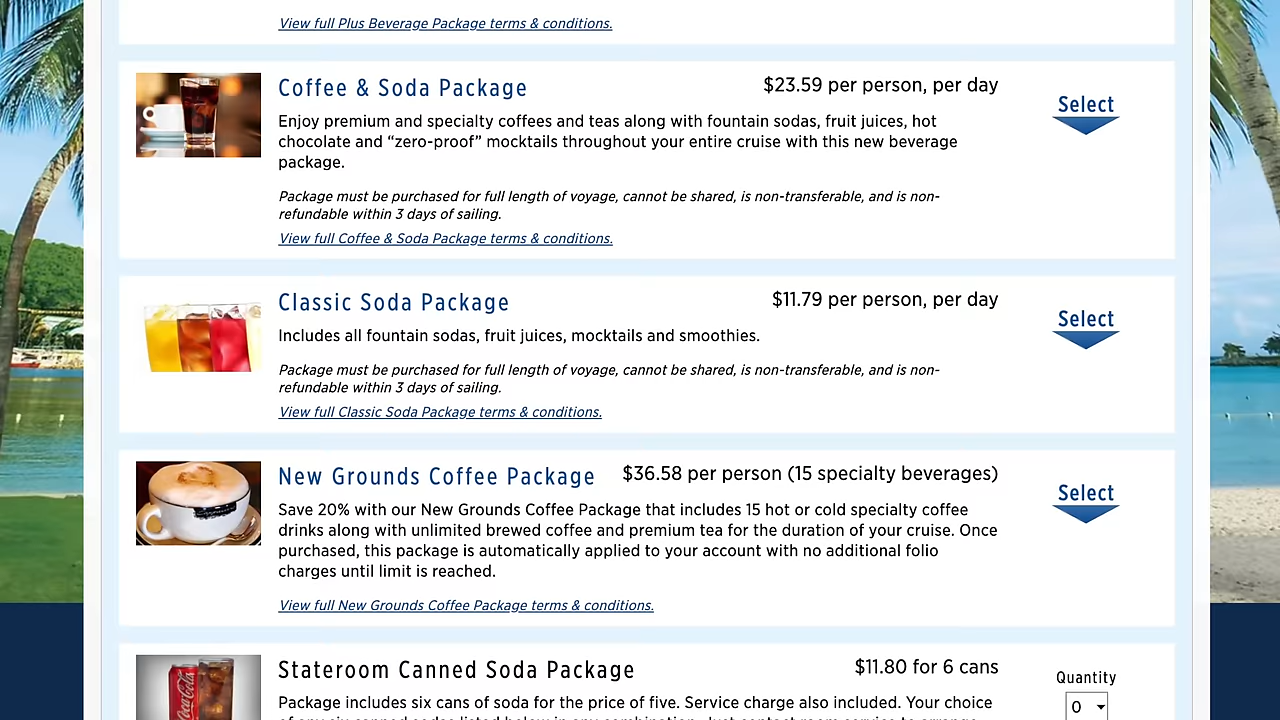 View full Plus Beverage Package terms & conditions.
Coffee & Soda Package
$23.59 per person, per day
Select
Enjoy premium and specialty coffees and teas along with fountain sodas, fruit juices, hot
chocolate and “zero-proof” mocktails throughout your entire cruise with this new beverage
package.
Package must be purchased for full length of voyage, cannot be shared, is non-transferable, and is non-
refundable within 3 days of sailing.
View full Coffee & Soda Package terms & conditions.
Classic Soda Package
$11.79 per person, per day
Select
Includes all fountain sodas, fruit juices, mocktails and smoothies.
Package must be purchased for full length of voyage, cannot be shared, is non-transferable, and is non-
refundable within 3 days of sailing.
View full Classic Soda Package terms & conditions.
New Grounds Coffee Package
$36.58 per person (15 specialty beverages)
Select
Save 20% with our New Grounds Coffee Package that includes 15 hot or cold specialty coffee
drinks along with unlimited brewed coffee and premium tea for the duration of your cruise. Once
purchased, this package is automatically applied to your account with no additional folio
charges until limit is reached.
View full New Grounds Coffee Package terms & conditions.
Coca-Cola
Stateroom Canned Soda Package
$11.80 for 6 cans
Quantity
0
Package includes six cans of soda for the price of five. Service charge also included. Your choice